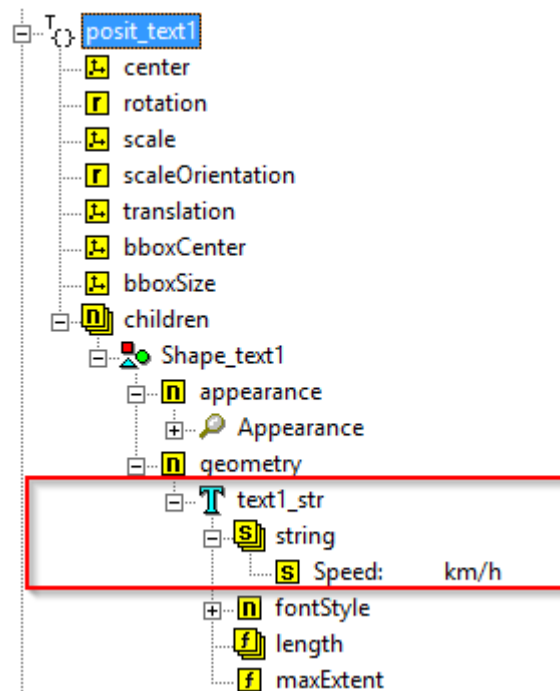 posit_text1
center
rotation
scale
scaleOrientation
translation
bboxCenter
bboxSize
children
Shape_text1
appearance
Appearance
geometry
text1_str
string
Speed: km/h
fontStyle
length
maxExtent